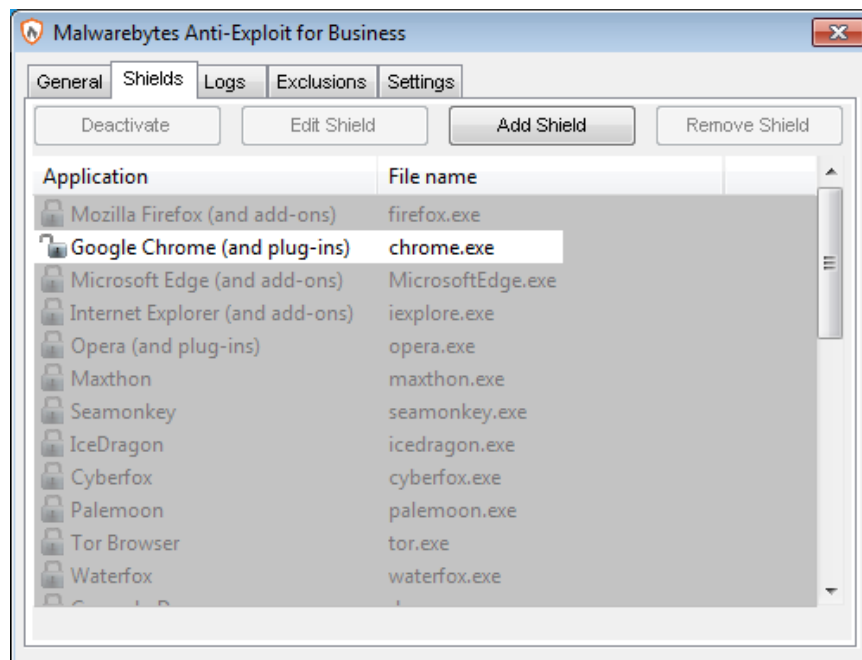 Malwarebytes Anti-Exploit for Business
General Shields Logs Exclusions Settings
Deactivate Edit Shield Add Shield Remove Shield
Application File name
Mozilla Firefox (and add-ons) firefox.exe
Google Chrome (and plug-ins) chrome.exe
Microsoft Edge (and add-ons) MicrosoftEdge.exe
Internet Explorer (and add-ons) iexplore.exe
Opera (and plug-ins) opera.exe
Maxthon maxthon.exe
Seamonkey seamonkey.exe
IceDragon icedragon.exe
Cyberfox cyberfox.exe
Palemoon palemoon.exe
Tor Browser tor.exe
Waterfox waterfox.exe